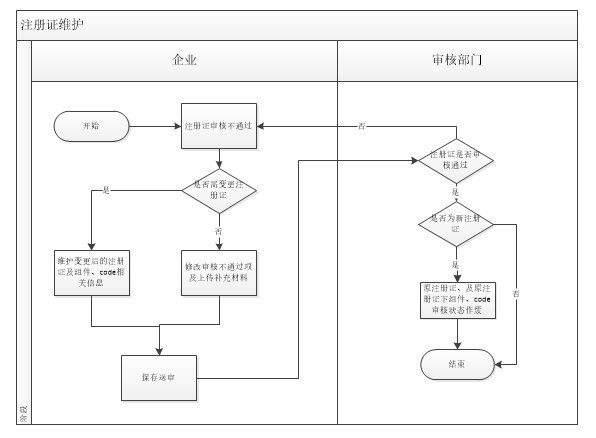 注册证维护
企业
审核部门
开始
注册证审核不通过
否
注册证是否审
核通过
是否需变更注
册证
是
是
是否为新注册
证
否
维护变更后的注册
证及组件、code相
关信息
修改审核不通过项
及上传补充材料
是
原注册证、及原注
册证下组件、code
审核状态作废
否
保存送审
结束
阶段